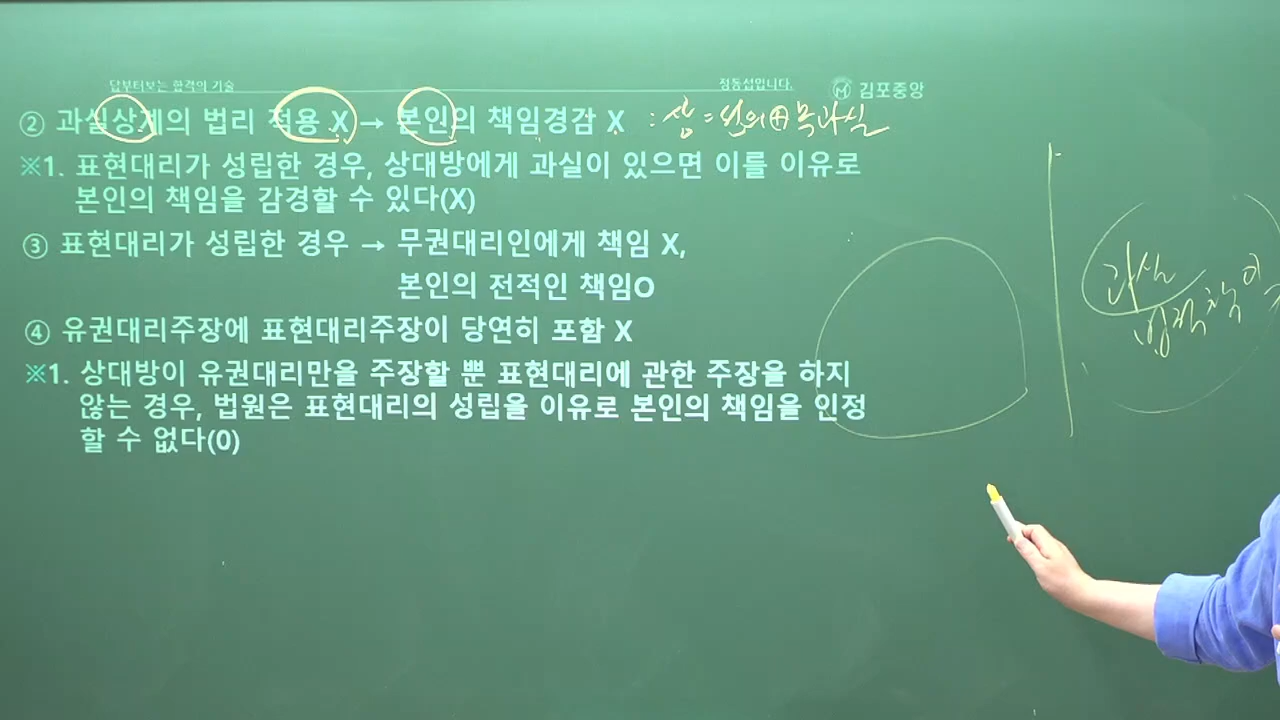 답부터보는 합격의 기술
정동섭입니다.
김포중앙
② 과실상계의 법리 적용 X → 본인의 책임경감 X : 상 = 선의 ⊕ 무과실
※1. 표현대리가 성립한 경우, 상대방에게 과실이 있으면 이를 이유로
본인의 책임을 감경할 수 있다(X)
③ 표현대리가 성립한 경우 → 무권대리인에게 책임 X,
본인의 전적인 책임O
④ 유권대리주장에 표현대리주장이 당연히 포함 X
※1. 상대방이 유권대리만을 주장할 뿐 표현대리에 관한 주장을 하지
않는 경우, 법원은 표현대리의 성립을 이유로 본인의 책임을 인정
할 수 없다(0)
과실